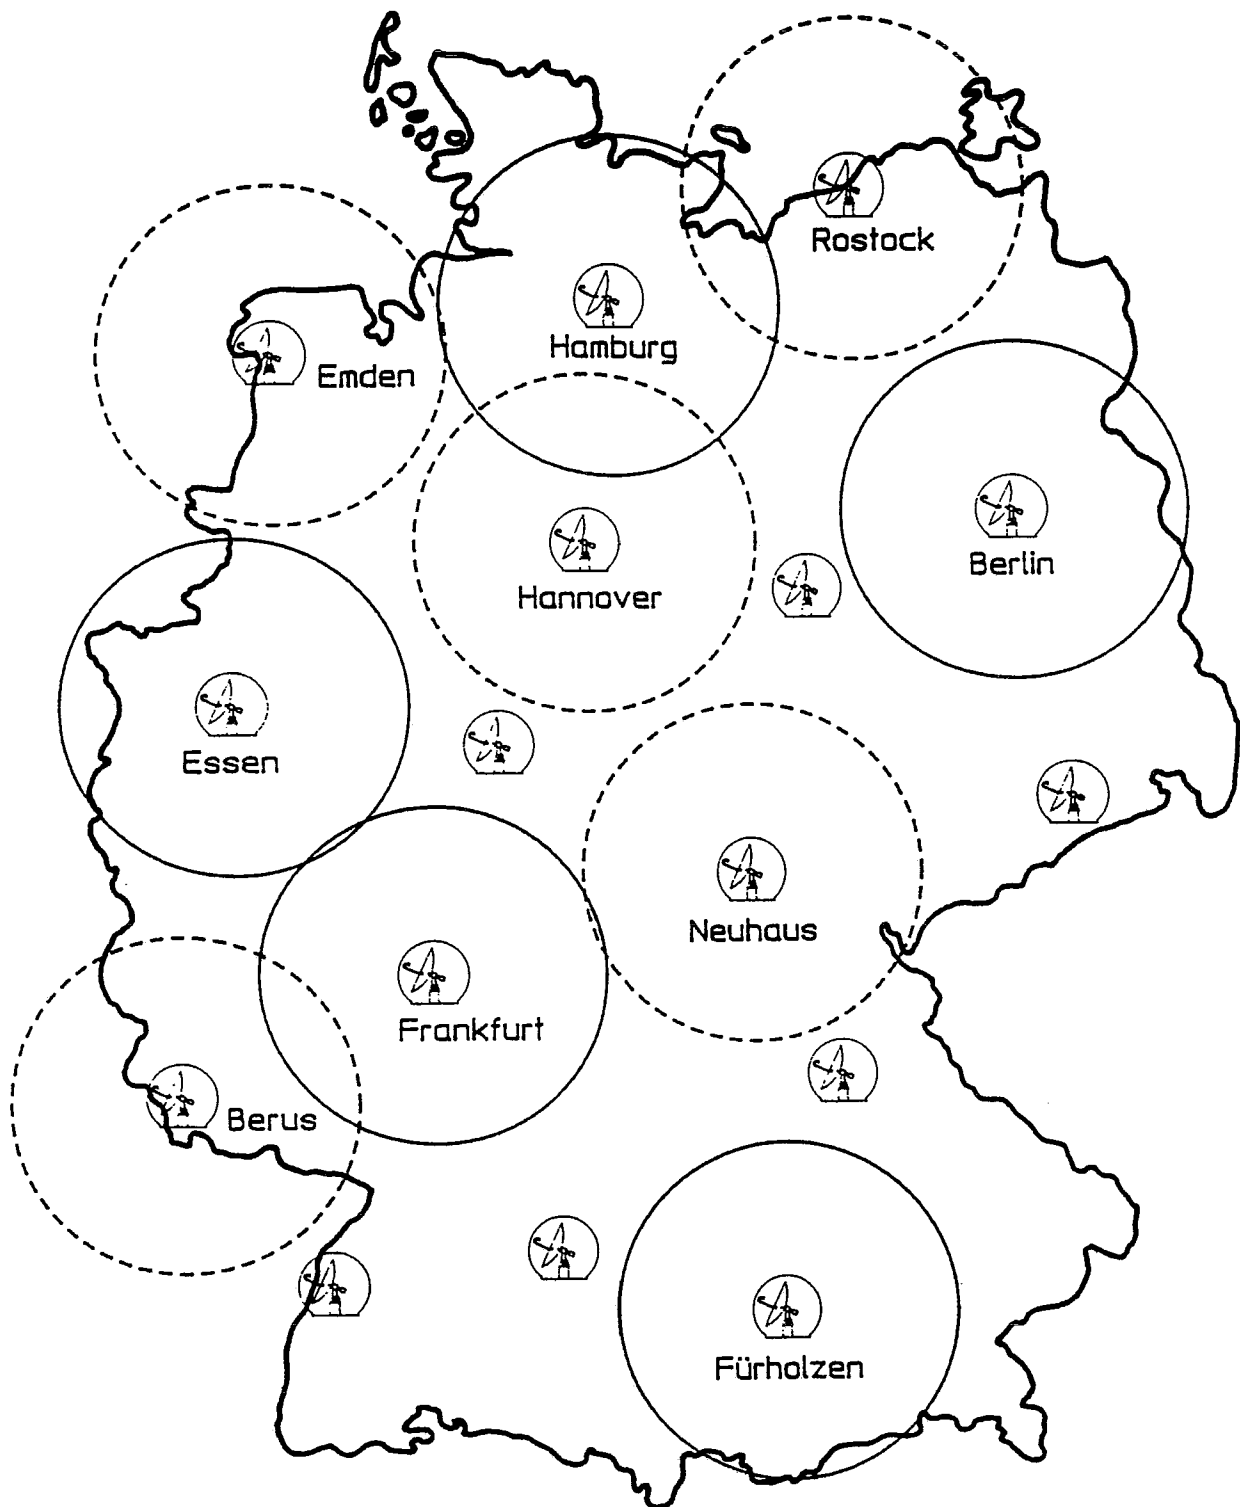 Rostock
Hamburg
Emden
Berlin
Hannover
Essen
Neuhaus
Frankfurt
Berus
Fürholzen